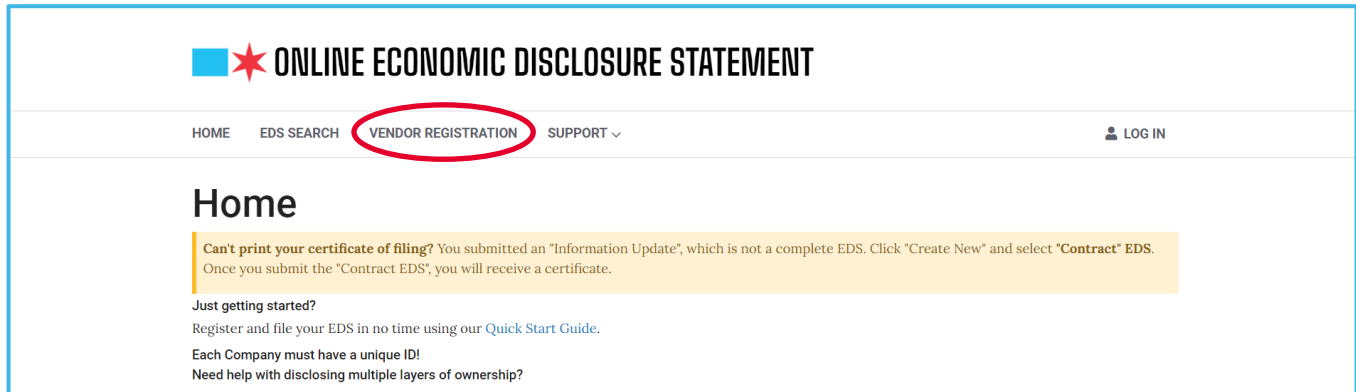 ONLINE ECONOMIC DISCLOSURE STATEMENT
HOME EDS SEARCH VENDOR REGISTRATION SUPPORT LOG IN
Home
Can't print your certificate of filing? You submitted an "Information Update", which is not a complete EDS. Click "Create New" and select "Contract" EDS.
Once you submit the "Contract EDS", you will receive a certificate.
Just getting started?
Register and file your EDS in no time using our Quick Start Guide.
Each Company must have a unique ID!
Need help with disclosing multiple layers of ownership?